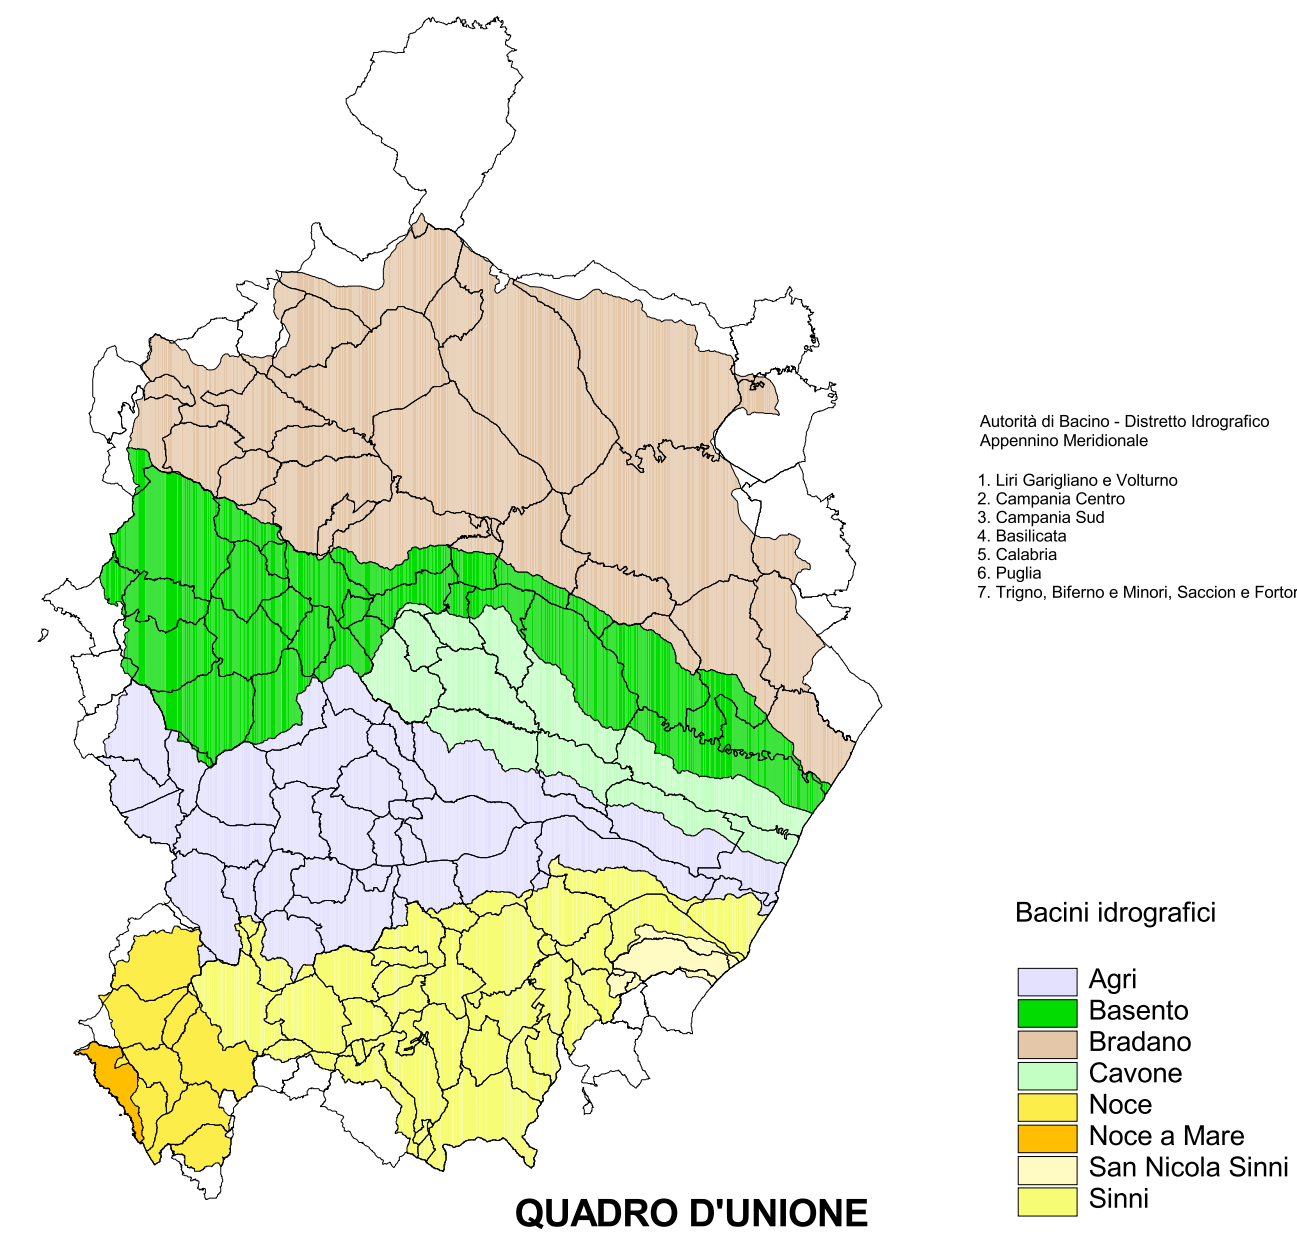 Autorità di Bacino - Distretto Idrografico
Appennino Meridionale
1. Liri Garigliano e Volturno
2. Campania Centro
3. Campania Sud
4. Basilicata
5. Calabria
6. Puglia
7. Trigno, Biferno e Minori, Saccion e Fortor
Bacini idrografici
Agri
Basento
Bradano
Cavone
Noce
Noce a Mare
San Nicola Sinni
Sinni
QUADRO D'UNIONE